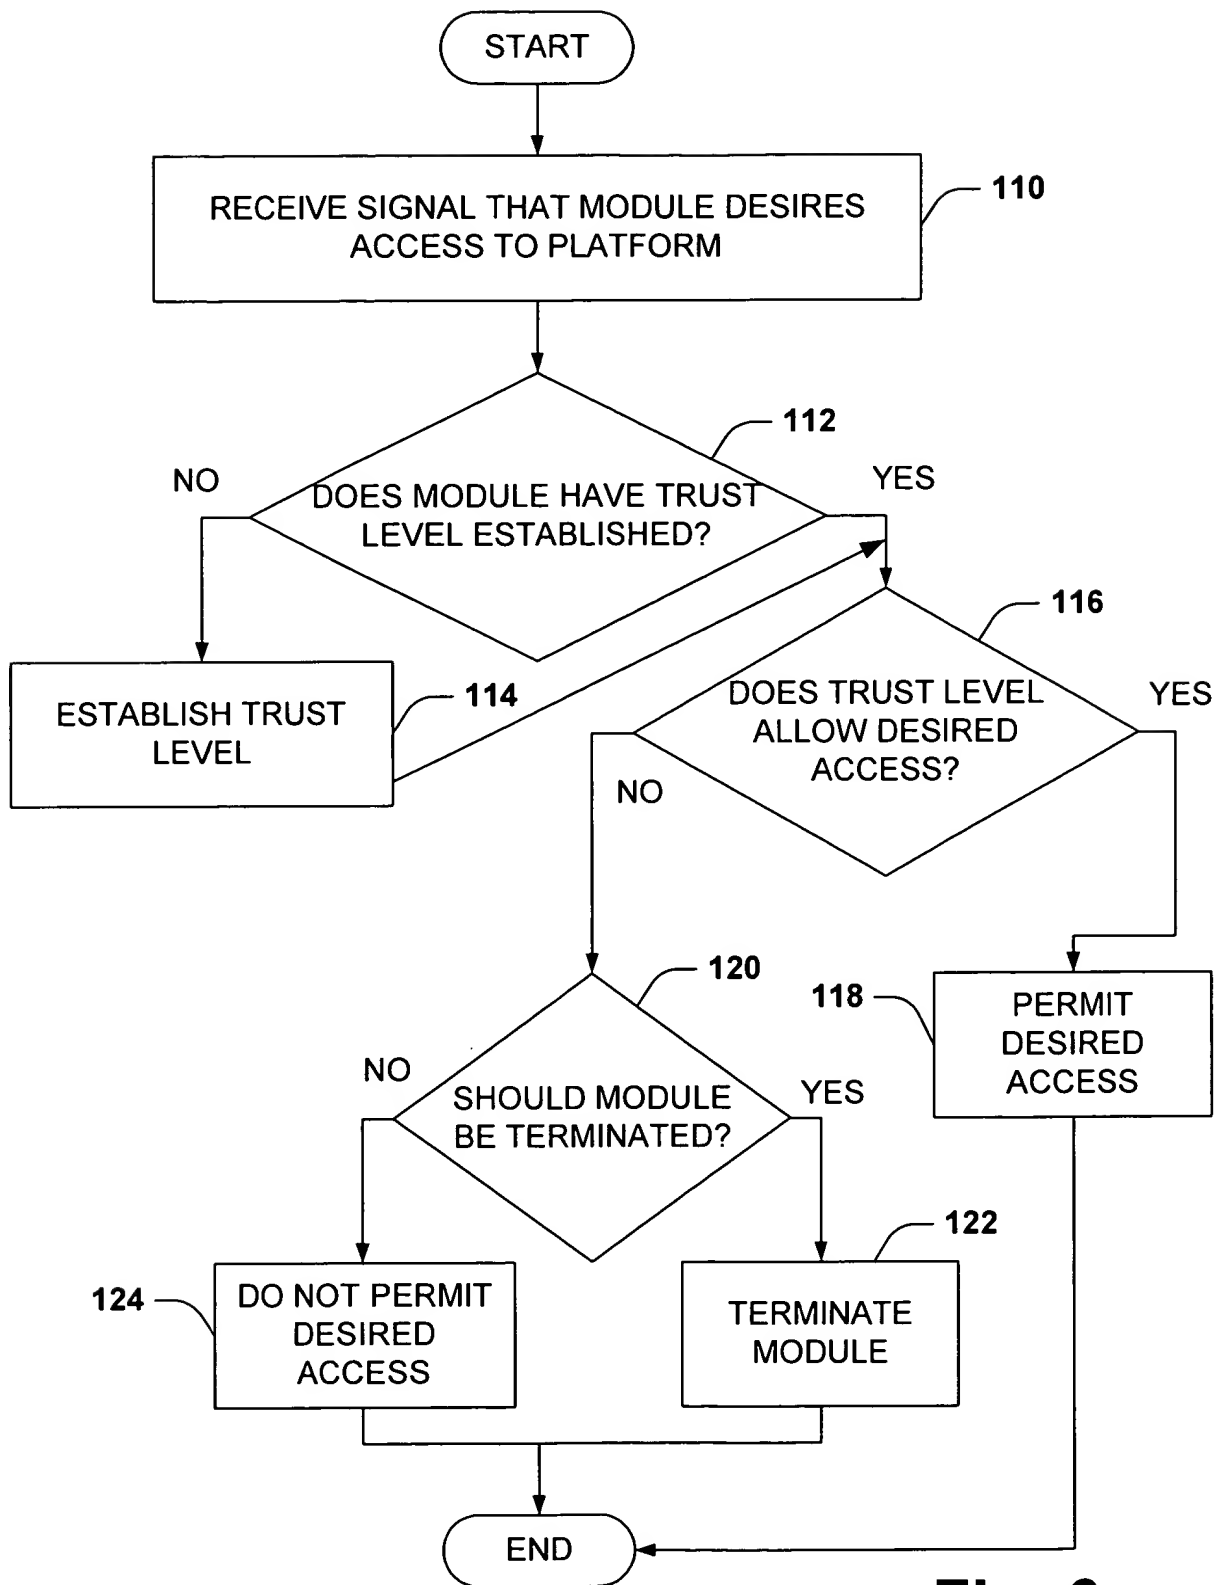 START
RECEIVE SIGNAL THAT MODULE DESIRES
ACCESS TO PLATFORM
110
112
NO
YES
DOES MODULE HAVE TRUST
LEVEL ESTABLISHED?
116
114
ESTABLISH TRUST
LEVEL
DOES TRUST LEVEL
ALLOW DESIRED
ACCESS?
YES
NO
120
118
PERMIT
DESIRED
ACCESS
NO
YES
SHOULD MODULE
BE TERMINATED?
122
124
DO NOT PERMIT
DESIRED
ACCESS
TERMINATE
MODULE
END